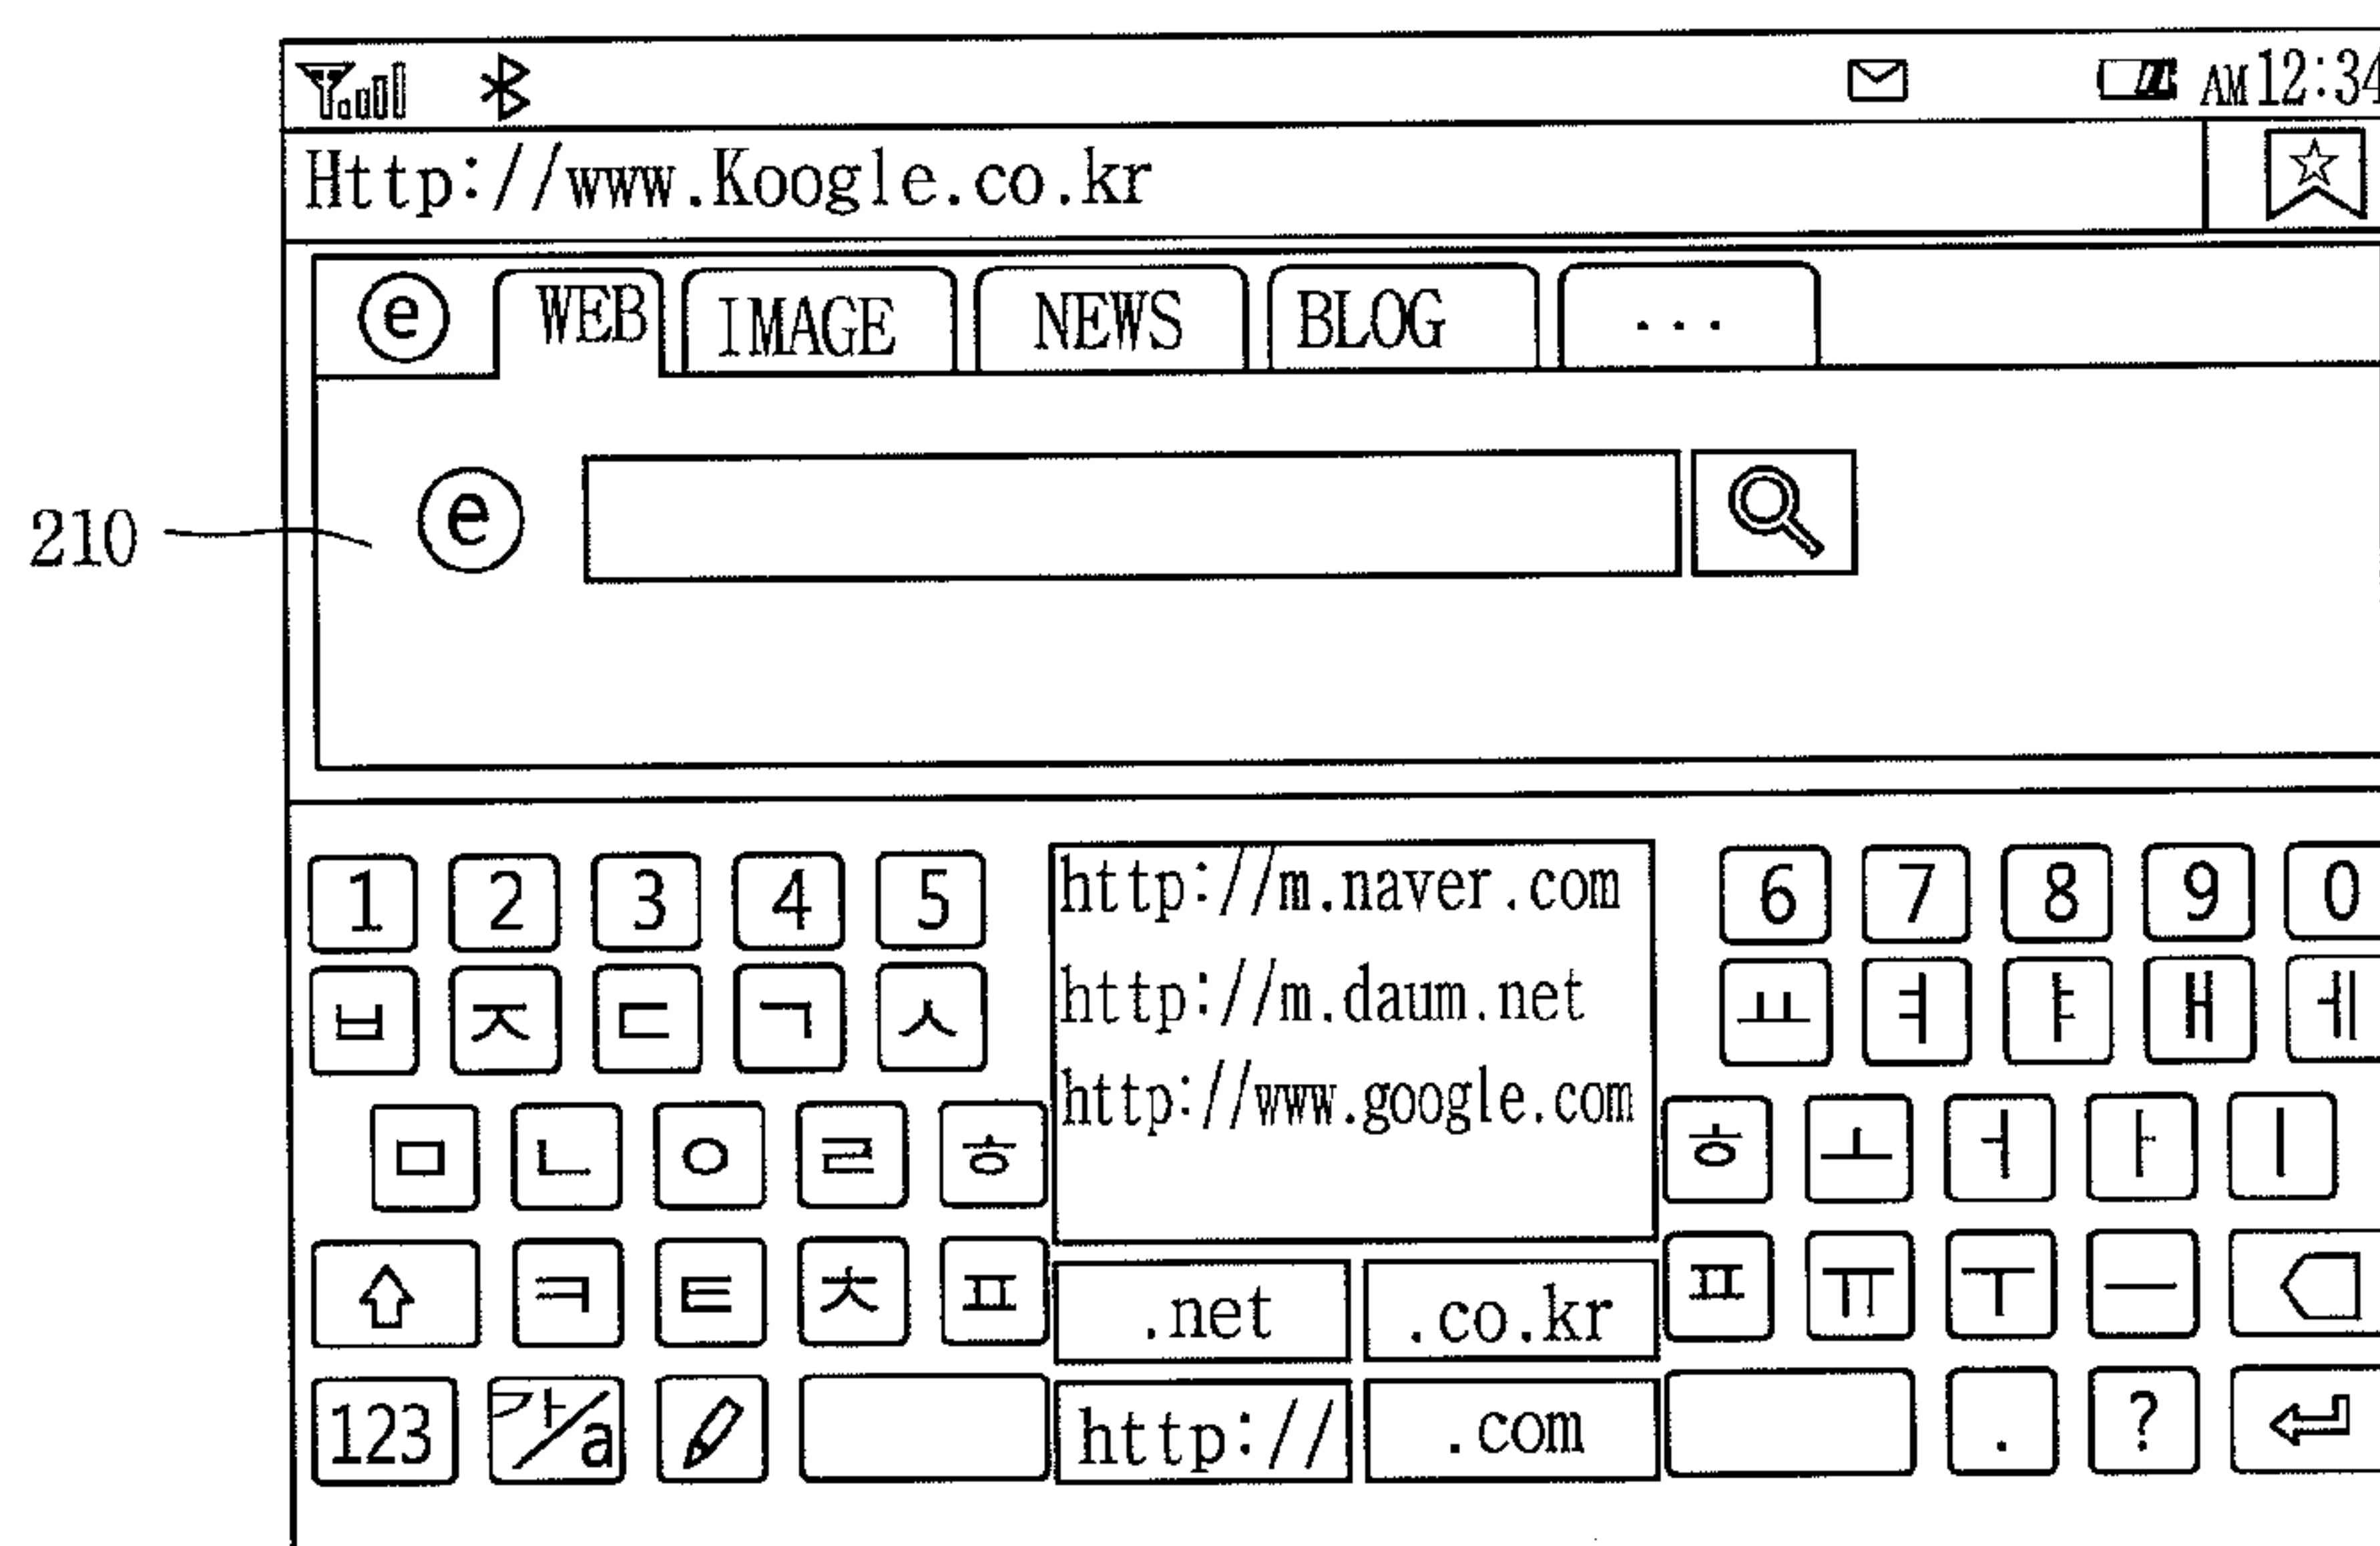 AM 12:34
Http://www.Koogle.co.kr
e WEB IMAGE NEWS BLOG ...
210
e
1 2 3 4 5 http://m.naver.com 6 7 8 9 0
ㅂ ㅈ ㄷ ㄱ ㅅ http://m.daum.net ㅛ ㅕ ㅑ ㅐ ㅔ
ㅁ ㄴ ㅇ ㄹ ㅎ http://www.google.com ㅎ ㅗ ㅓ ㅏ ㅣ
ㅋ ㅌ ㅊ ㅍ .net .co.kr ㅍ ㅠ ㅜ ㅡ
123 가/a http:// .com . ?